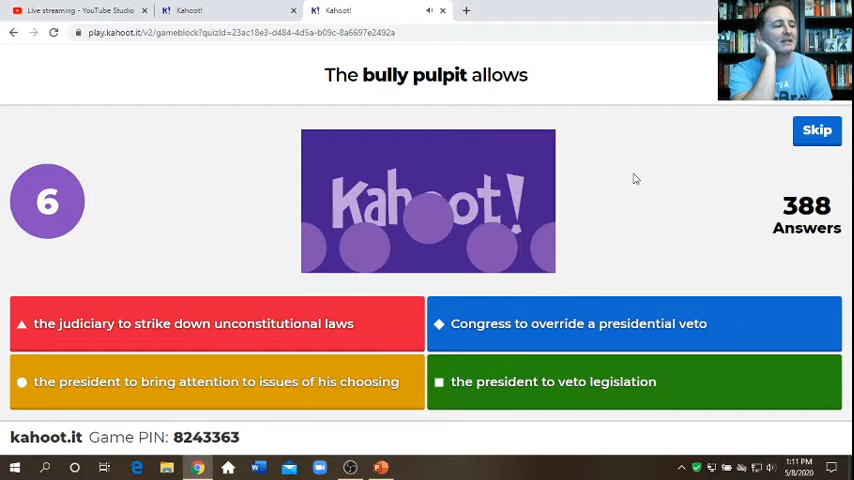 Live streaming - YouTube Studio
Kahoot!
Kahoot!
play.kahoot.it/v2/gameblock?quizId=23ac18e3-d484-4d5a-b09c-8a6697e2492a
The bully pulpit allows
Skip
6
Kahoot!
388
Answers
the judiciary to strike down unconstitutional laws
Congress to override a presidential veto
the president to bring attention to issues of his choosing
the president to veto legislation
kahoot.it Game PIN: 8243363
1:11 PM
5/8/2020